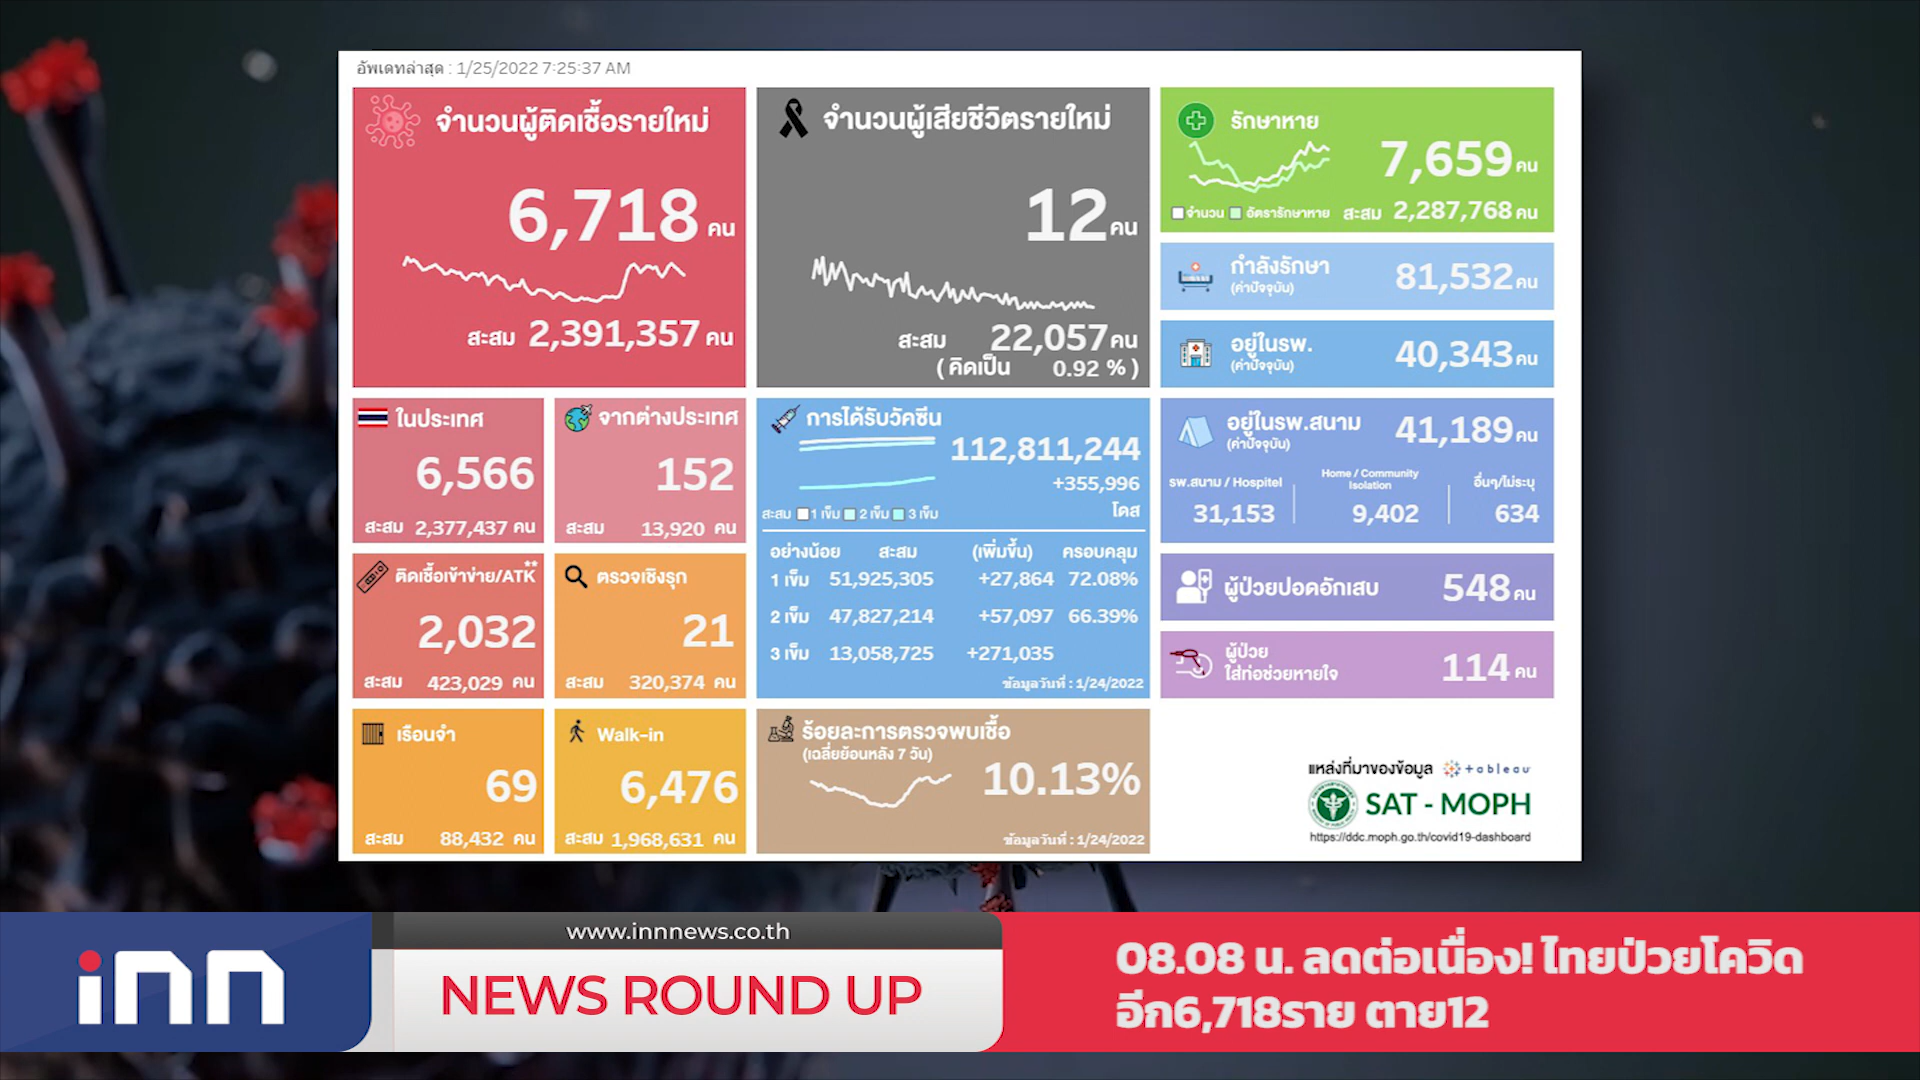 อัพเดทล่าสุด : 1/25/2022 7:25:37 AM
จำนวนผู้ติดเชื้อรายใหม่
6,718 คน
สะสม 2,391,357 คน
จำนวนผู้เสียชีวิตรายใหม่
12 คน
สะสม 22,057 คน
( คิดเป็น 0.92 % )
รักษาหาย
7,659 คน
จำนวน อัตรารักษาหาย สะสม 2,287,768 คน
กำลังรักษา
(ค่าปัจจุบัน)
81,532 คน
อยู่ในรพ.
(ค่าปัจจุบัน)
40,343 คน
ในประเทศ
6,566
สะสม 2,377,437 คน
จากต่างประเทศ
152
สะสม 13,920 คน
การได้รับวัคซีน
112,811,244
+355,996
โดส
สะสม 1 เข็ม 2 เข็ม 3 เข็ม
อย่างน้อย สะสม (เพิ่มขึ้น) ครอบคลุม
1 เข็ม 51,925,305 +27,864 72.08%
2 เข็ม 47,827,214 +57,097 66.39%
3 เข็ม 13,058,725 +271,035
ข้อมูลวันที่ : 1/24/2022
อยู่ในรพ.สนาม
(ค่าปัจจุบัน)
41,189 คน
รพ.สนาม / Hospitel
31,153
Home / Community
Isolation
9,402
อื่นๆ/ไม่ระบุ
634
ติดเชื้อเข้าข่าย/ATK**
2,032
สะสม 423,029 คน
ตรวจเชิงรุก
21
สะสม 320,374 คน
ผู้ป่วยปอดอักเสบ 548 คน
ผู้ป่วย
ใส่ท่อช่วยหายใจ
114 คน
เรือนจำ
69
สะสม 88,432 คน
Walk-in
6,476
สะสม 1,968,631 คน
ร้อยละการตรวจพบเชื้อ
(เฉลี่ยย้อนหลัง 7 วัน)
10.13%
ข้อมูลวันที่ : 1/24/2022
แหล่งที่มาของข้อมูล +ableau
SAT - MOPH
https://ddc.moph.go.th/covid19-dashboard
inn
www.innnews.co.th
NEWS ROUND UP
08.08 น. ลดต่อเนื่อง! ไทยป่วยโควิด
อีก6,718ราย ตาย12